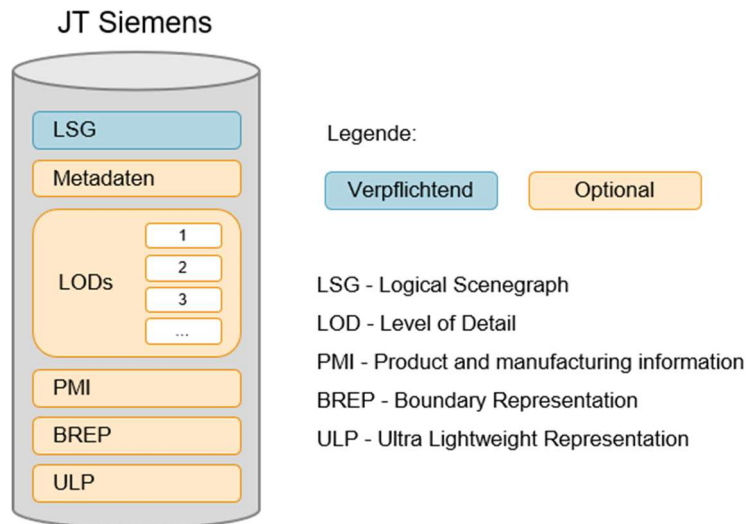 JT Siemens
LSG
Metadaten
LODs
1
2
3
...
PMI
BREP
ULP
Legende:
Verpflichtend
Optional
LSG - Logical Scenegraph
LOD - Level of Detail
PMI - Product and manufacturing information
BREP - Boundary Representation
ULP - Ultra Lightweight Representation